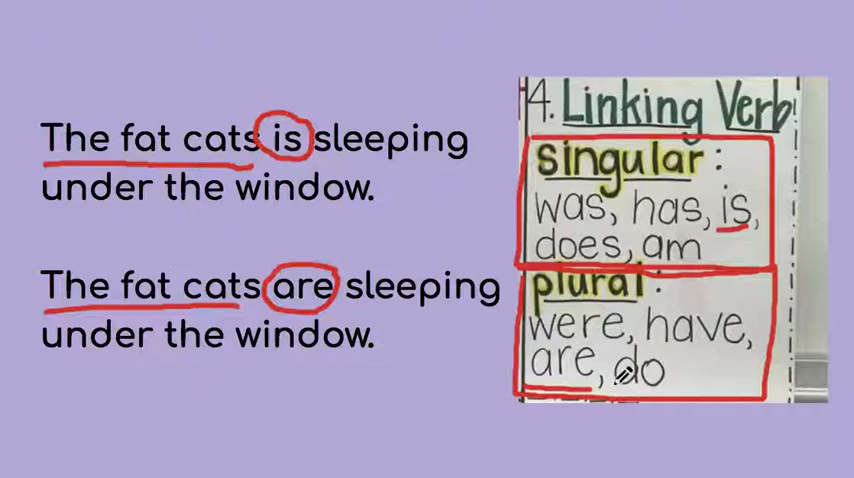 The fat cats is sleeping
under the window.
The fat cats are sleeping
under the window.
4. Linking Verb
singular:
was, has, is,
does, am
plural:
were, have,
are, do